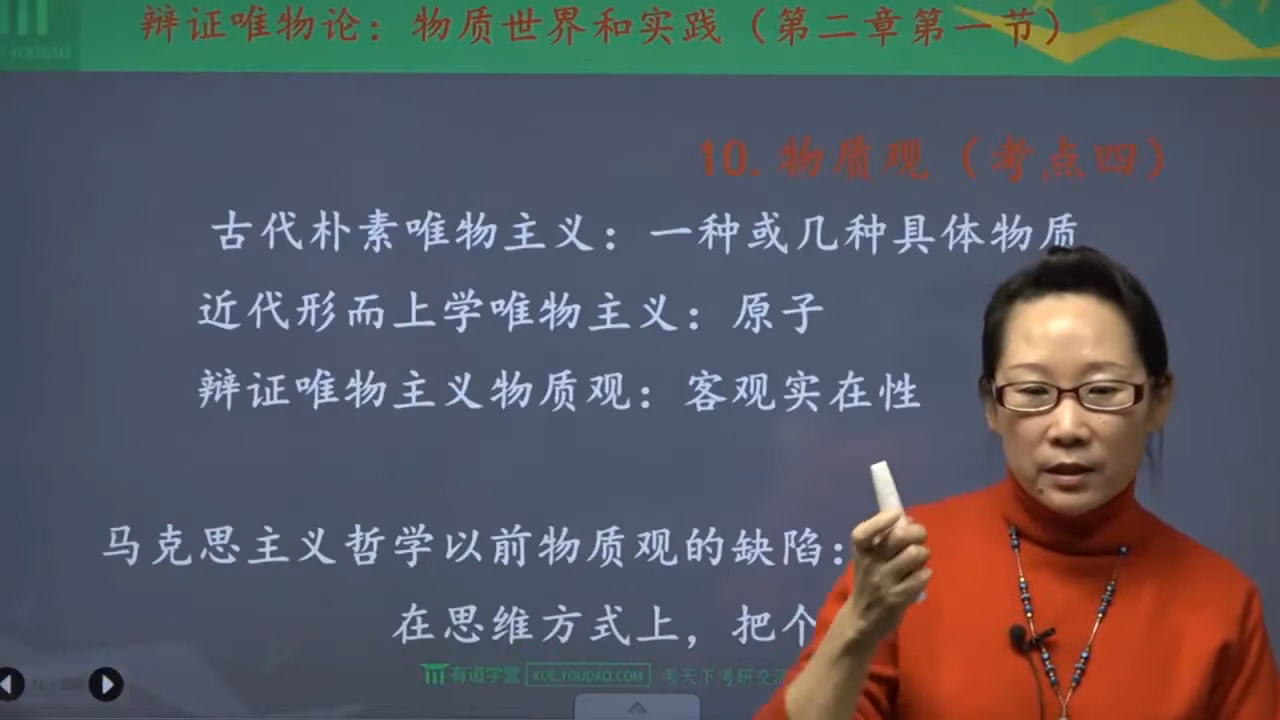 YOUDAO
辩证唯物论：物质世界和实践（第二章第一节）
10. 物质观（考点四）
古代朴素唯物主义：一种或几种具体物质
近代形而上学唯物主义：原子
辩证唯物主义物质观：客观实在性
马克思主义哲学以前物质观的缺陷：
在思维方式上，把个
有道学堂 XUE.YOUDAO.COM 考天下考研交流